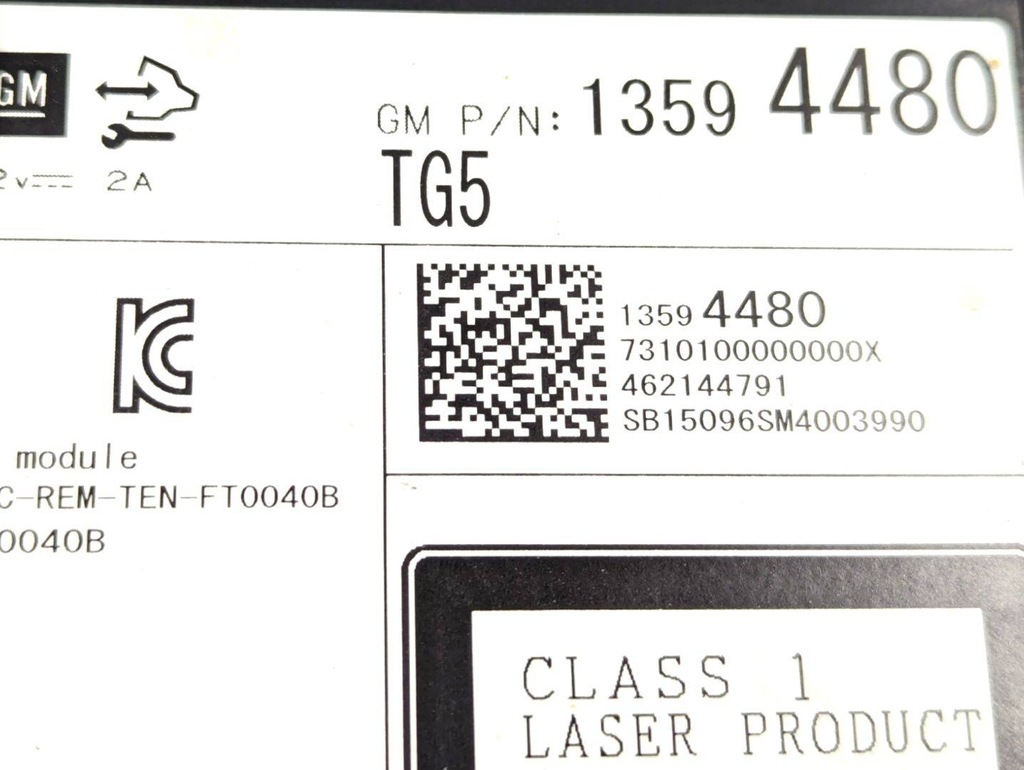 GM
GM P/N: 1359 4480
2V 2A
TG5
1359 4480
7310100000000X
462144791
SB15096SM4003990
module
C-REM-TEN-FT0040B
0040B
CLASS 1
LASER PRODUCT